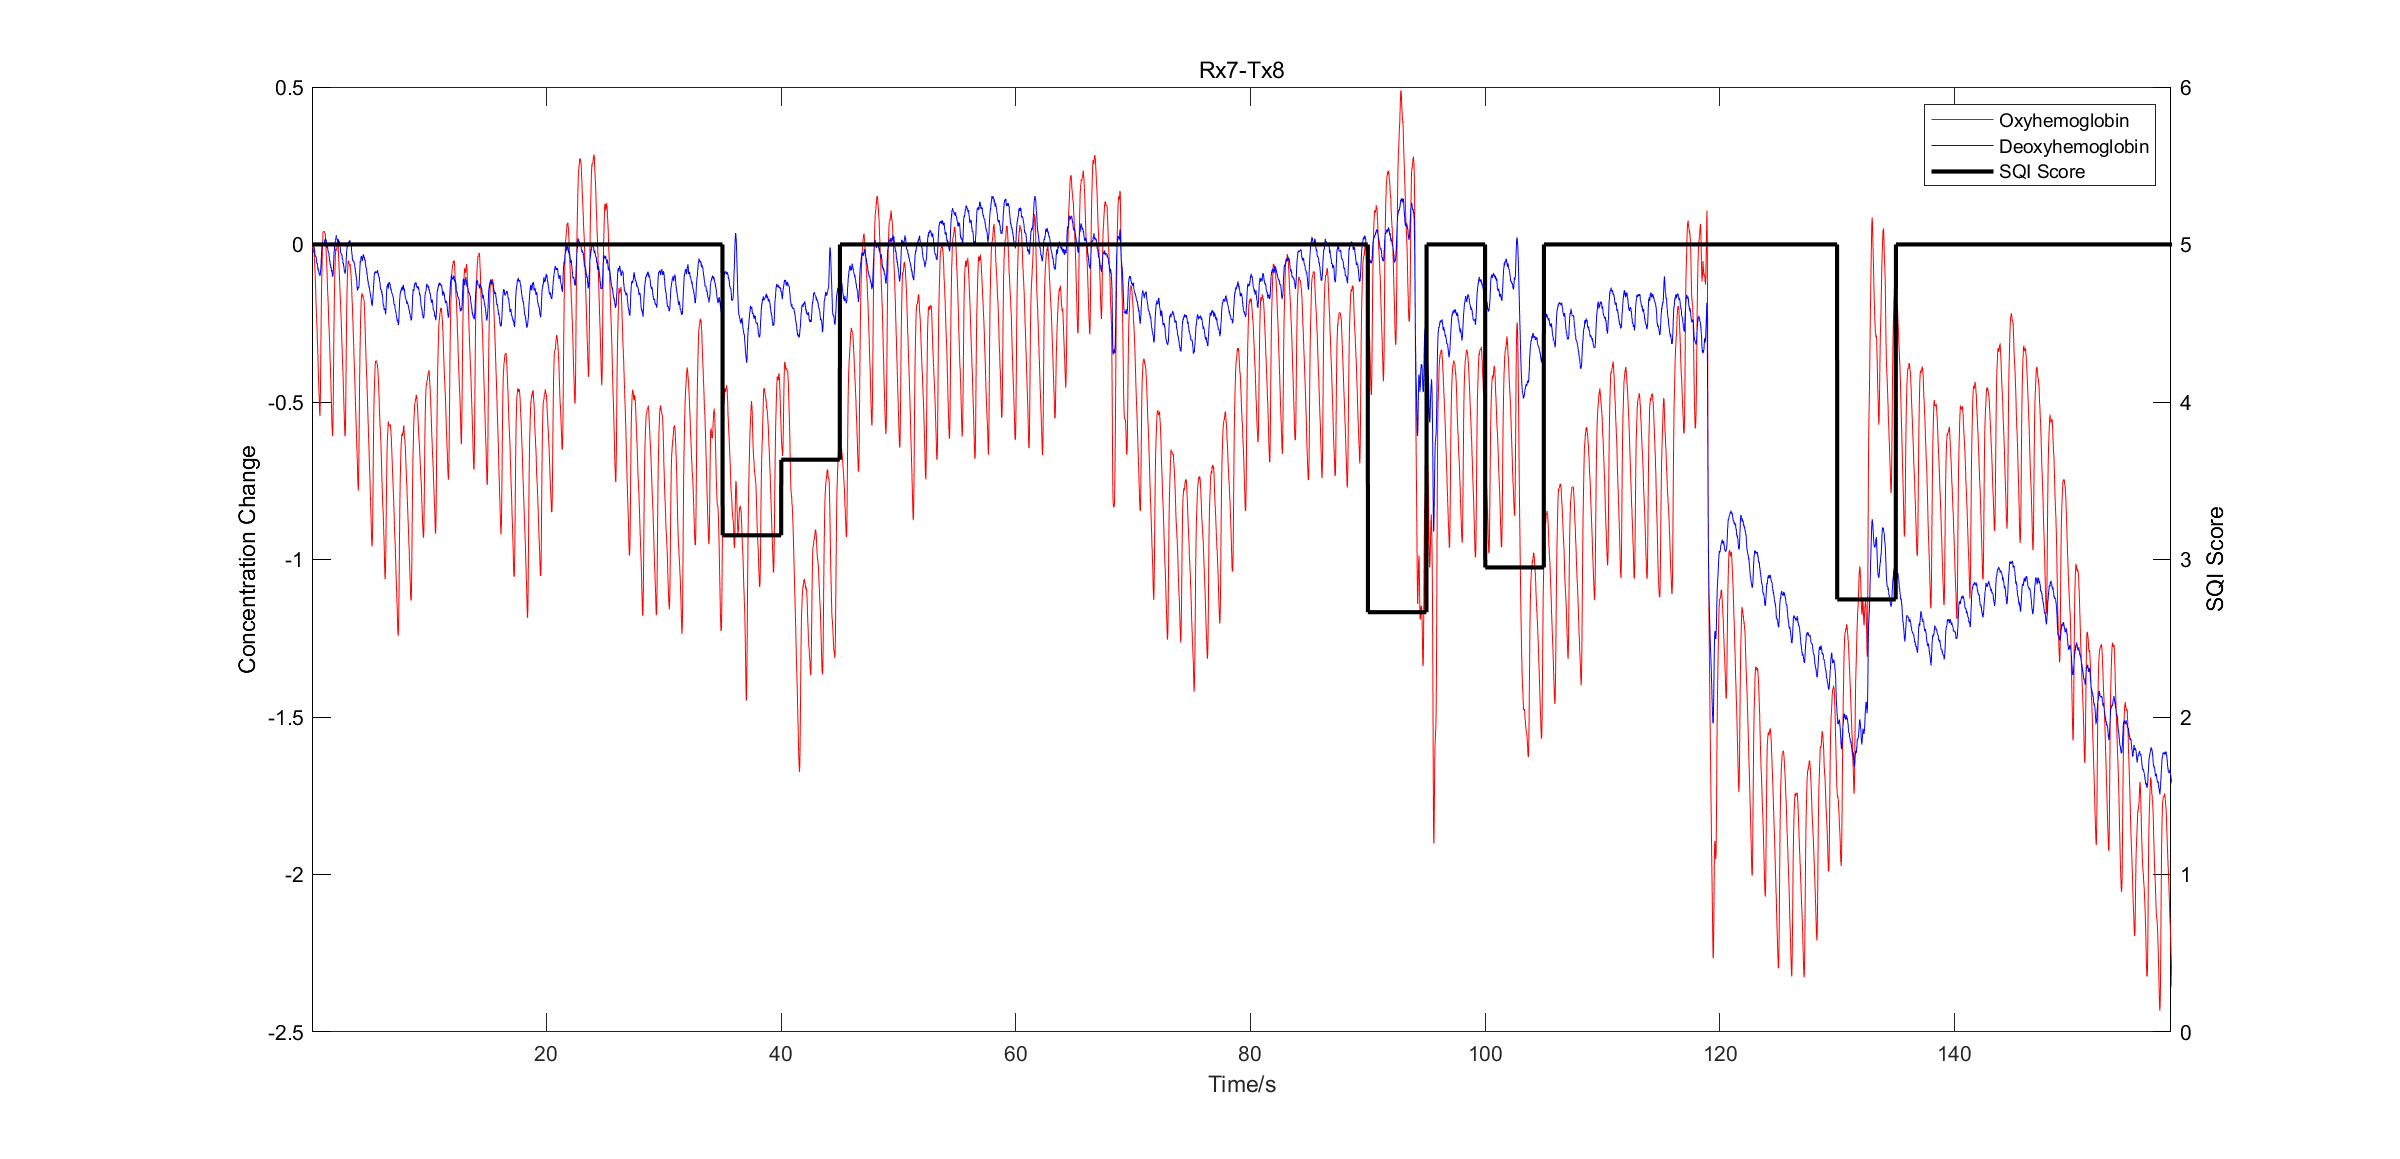 Rx7-Tx8
0.5
0
-0.5
-1
-1.5
-2
-2.5
Concentration Change
6
5
4
3
2
1
0
SQI Score
Oxyhemoglobin
Deoxyhemoglobin
SQI Score
20 40 60 80 100 120 140
Time/s